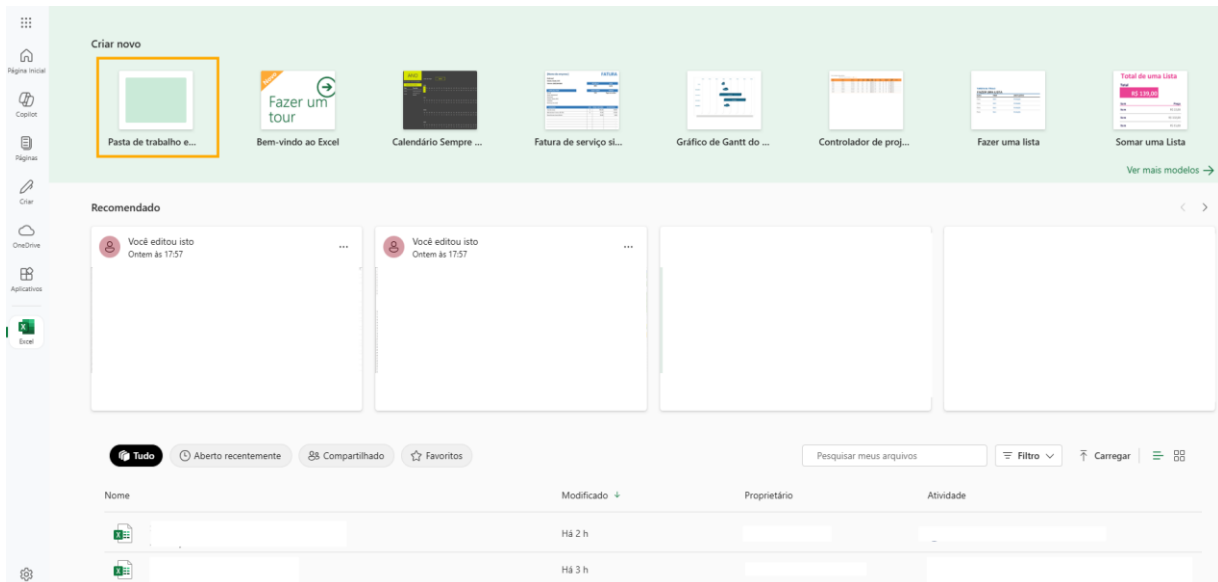 Página Inicial
Copilot
Páginas
Criar
OneDrive
Aplicativos
Excel
Criar novo
Pasta de trabalho e...
Fazer um
tour
Bem-vindo ao Excel
Calendário Sempre ...
FATURA
Fatura de serviço si...
Gráfico de Gantt do ...
Controlador de proj...
Fazer uma lista
Total de uma Lista
Total
R$ 139,00
Somar uma Lista
Ver mais modelos →
Recomendado
Você editou isto
Ontem às 17:57
Você editou isto
Ontem às 17:57
Tudo
Aberto recentemente
Compartilhado
Favoritos
Pesquisar meus arquivos
Filtro
Carregar
Nome
Modificado ↓
Proprietário
Atividade
Há 2 h
Há 3 h